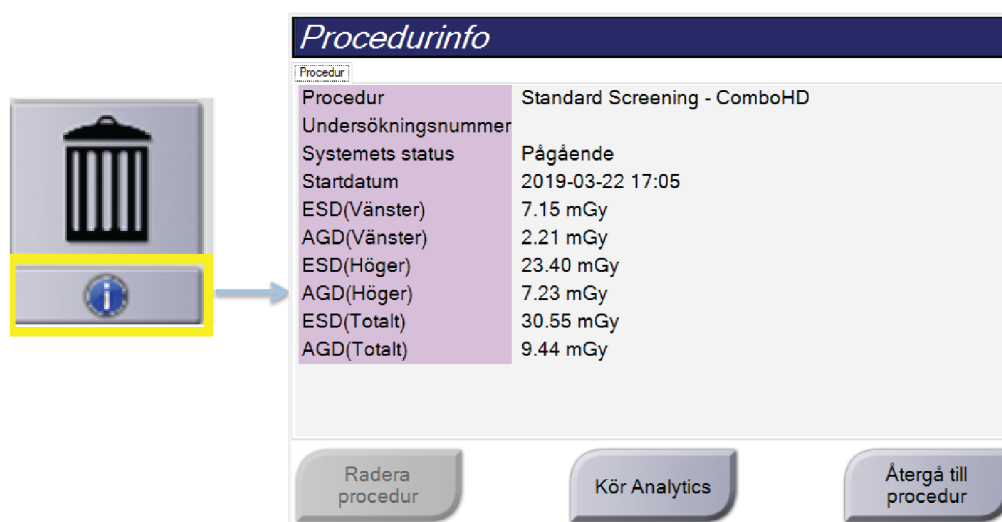 Procedurinfo
Procedur
Procedur Standard Screening - ComboHD
Undersökningsnummer
Systemets status Pågående
Startdatum 2019-03-22 17:05
ESD(Vänster) 7.15 mGy
AGD(Vänster) 2.21 mGy
ESD(Höger) 23.40 mGy
AGD(Höger) 7.23 mGy
ESD(Totalt) 30.55 mGy
AGD(Totalt) 9.44 mGy
Radera
procedur
Kör Analytics
Återgå till
procedur